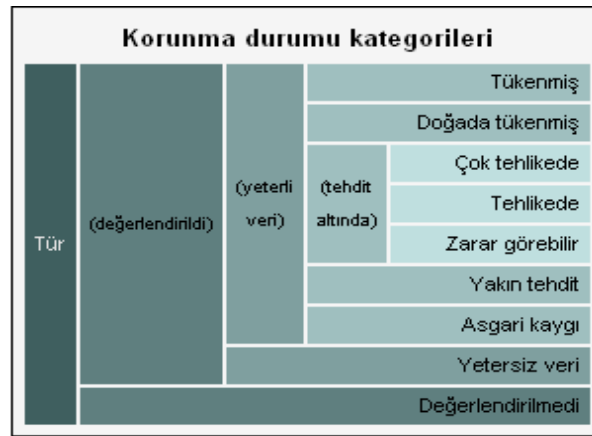 Korunma durumu kategorileri
Tür
(değerlendirildi)
(yeterli
veri)
(tehdit
altında)
Tükenmiş
Doğada tükenmiş
Çok tehlikede
Tehlikede
Zarar görebilir
Yakın tehdit
Asgari kaygı
Yetersiz veri
Değerlendirilmedi